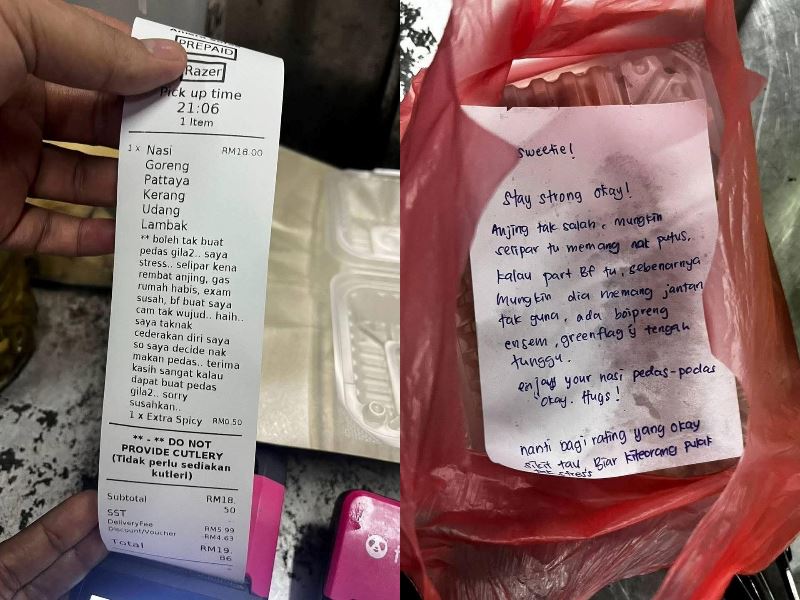 PREPAID
Razer
Pick up time
21:06
1 Item
1 x Nasi RM18.00
Goreng
Pattaya
Kerang
Udang
Lambak
** boleh tak buat
pedas gila2.. saya
stress.. selipar kena
rembat anjing, gas
rumah habis, exam
susah, bf buat saya
cam tak wujud.. haih..
saya taknak
cederakan diri saya
so saya decide nak
makan pedas.. terima
kasih sangat kalau
dapat buat pedas
gila2.. sorry
susahkan..
1 x Extra Spicy RM0.50
** - ** DO NOT
PROVIDE CUTLERY
(Tidak perlu sediakan
kutleri)
Subtotal RM18.
50
SST
DeliveryFee RM5.99
Discount/Voucher RM4.63
Total RM19.
86
sweetie!
Stay strong okay!
Anjing tak salah, mungkin
selipar tu memang nak putus.
kalau part BF tu, sebenarnya
mungkin dia memang jantan
tak guna, ada boipren
ensem, greenflag is tengah
tunggu.
enjoy your nasi pedas-pedas
okay. Hugs!
nanti bagi rating yang okay
sikit tau, Biar kiteorang pulak
tak stress